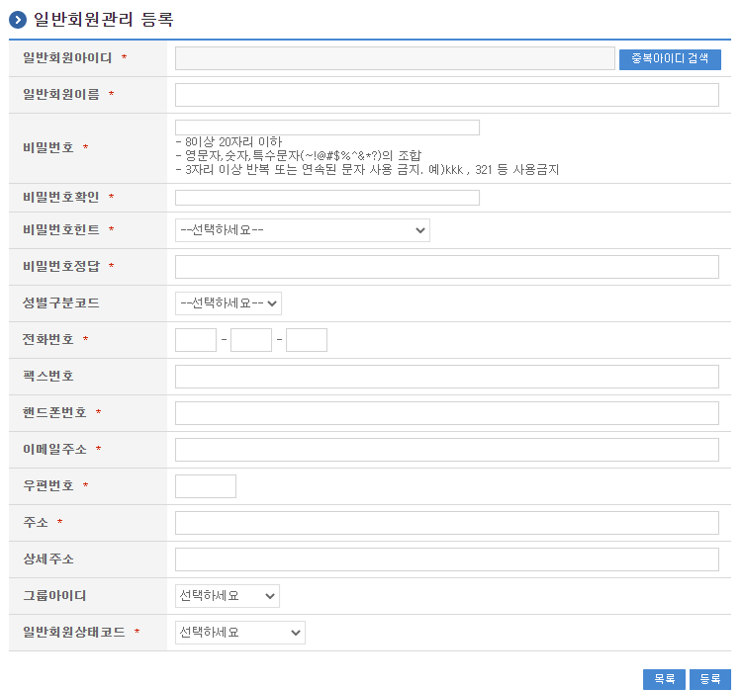 일반회원관리 등록
일반회원아이디 * 중복아이디 검색
일반회원이름 *
비밀번호 *
- 8이상 20자리 이하
- 영문자,숫자,특수문자(~!@#$%^&*?)의 조합
- 3자리 이상 반복 또는 연속된 문자 사용 금지. 예)kkk , 321 등 사용금지
비밀번호확인 *
비밀번호힌트 * --선택하세요--
비밀번호정답 *
성별구분코드 --선택하세요--
전화번호 * - -
팩스번호
핸드폰번호 *
이메일주소 *
우편번호 *
주소 *
상세주소
그룹아이디 선택하세요
일반회원상태코드 * 선택하세요
목록 등록